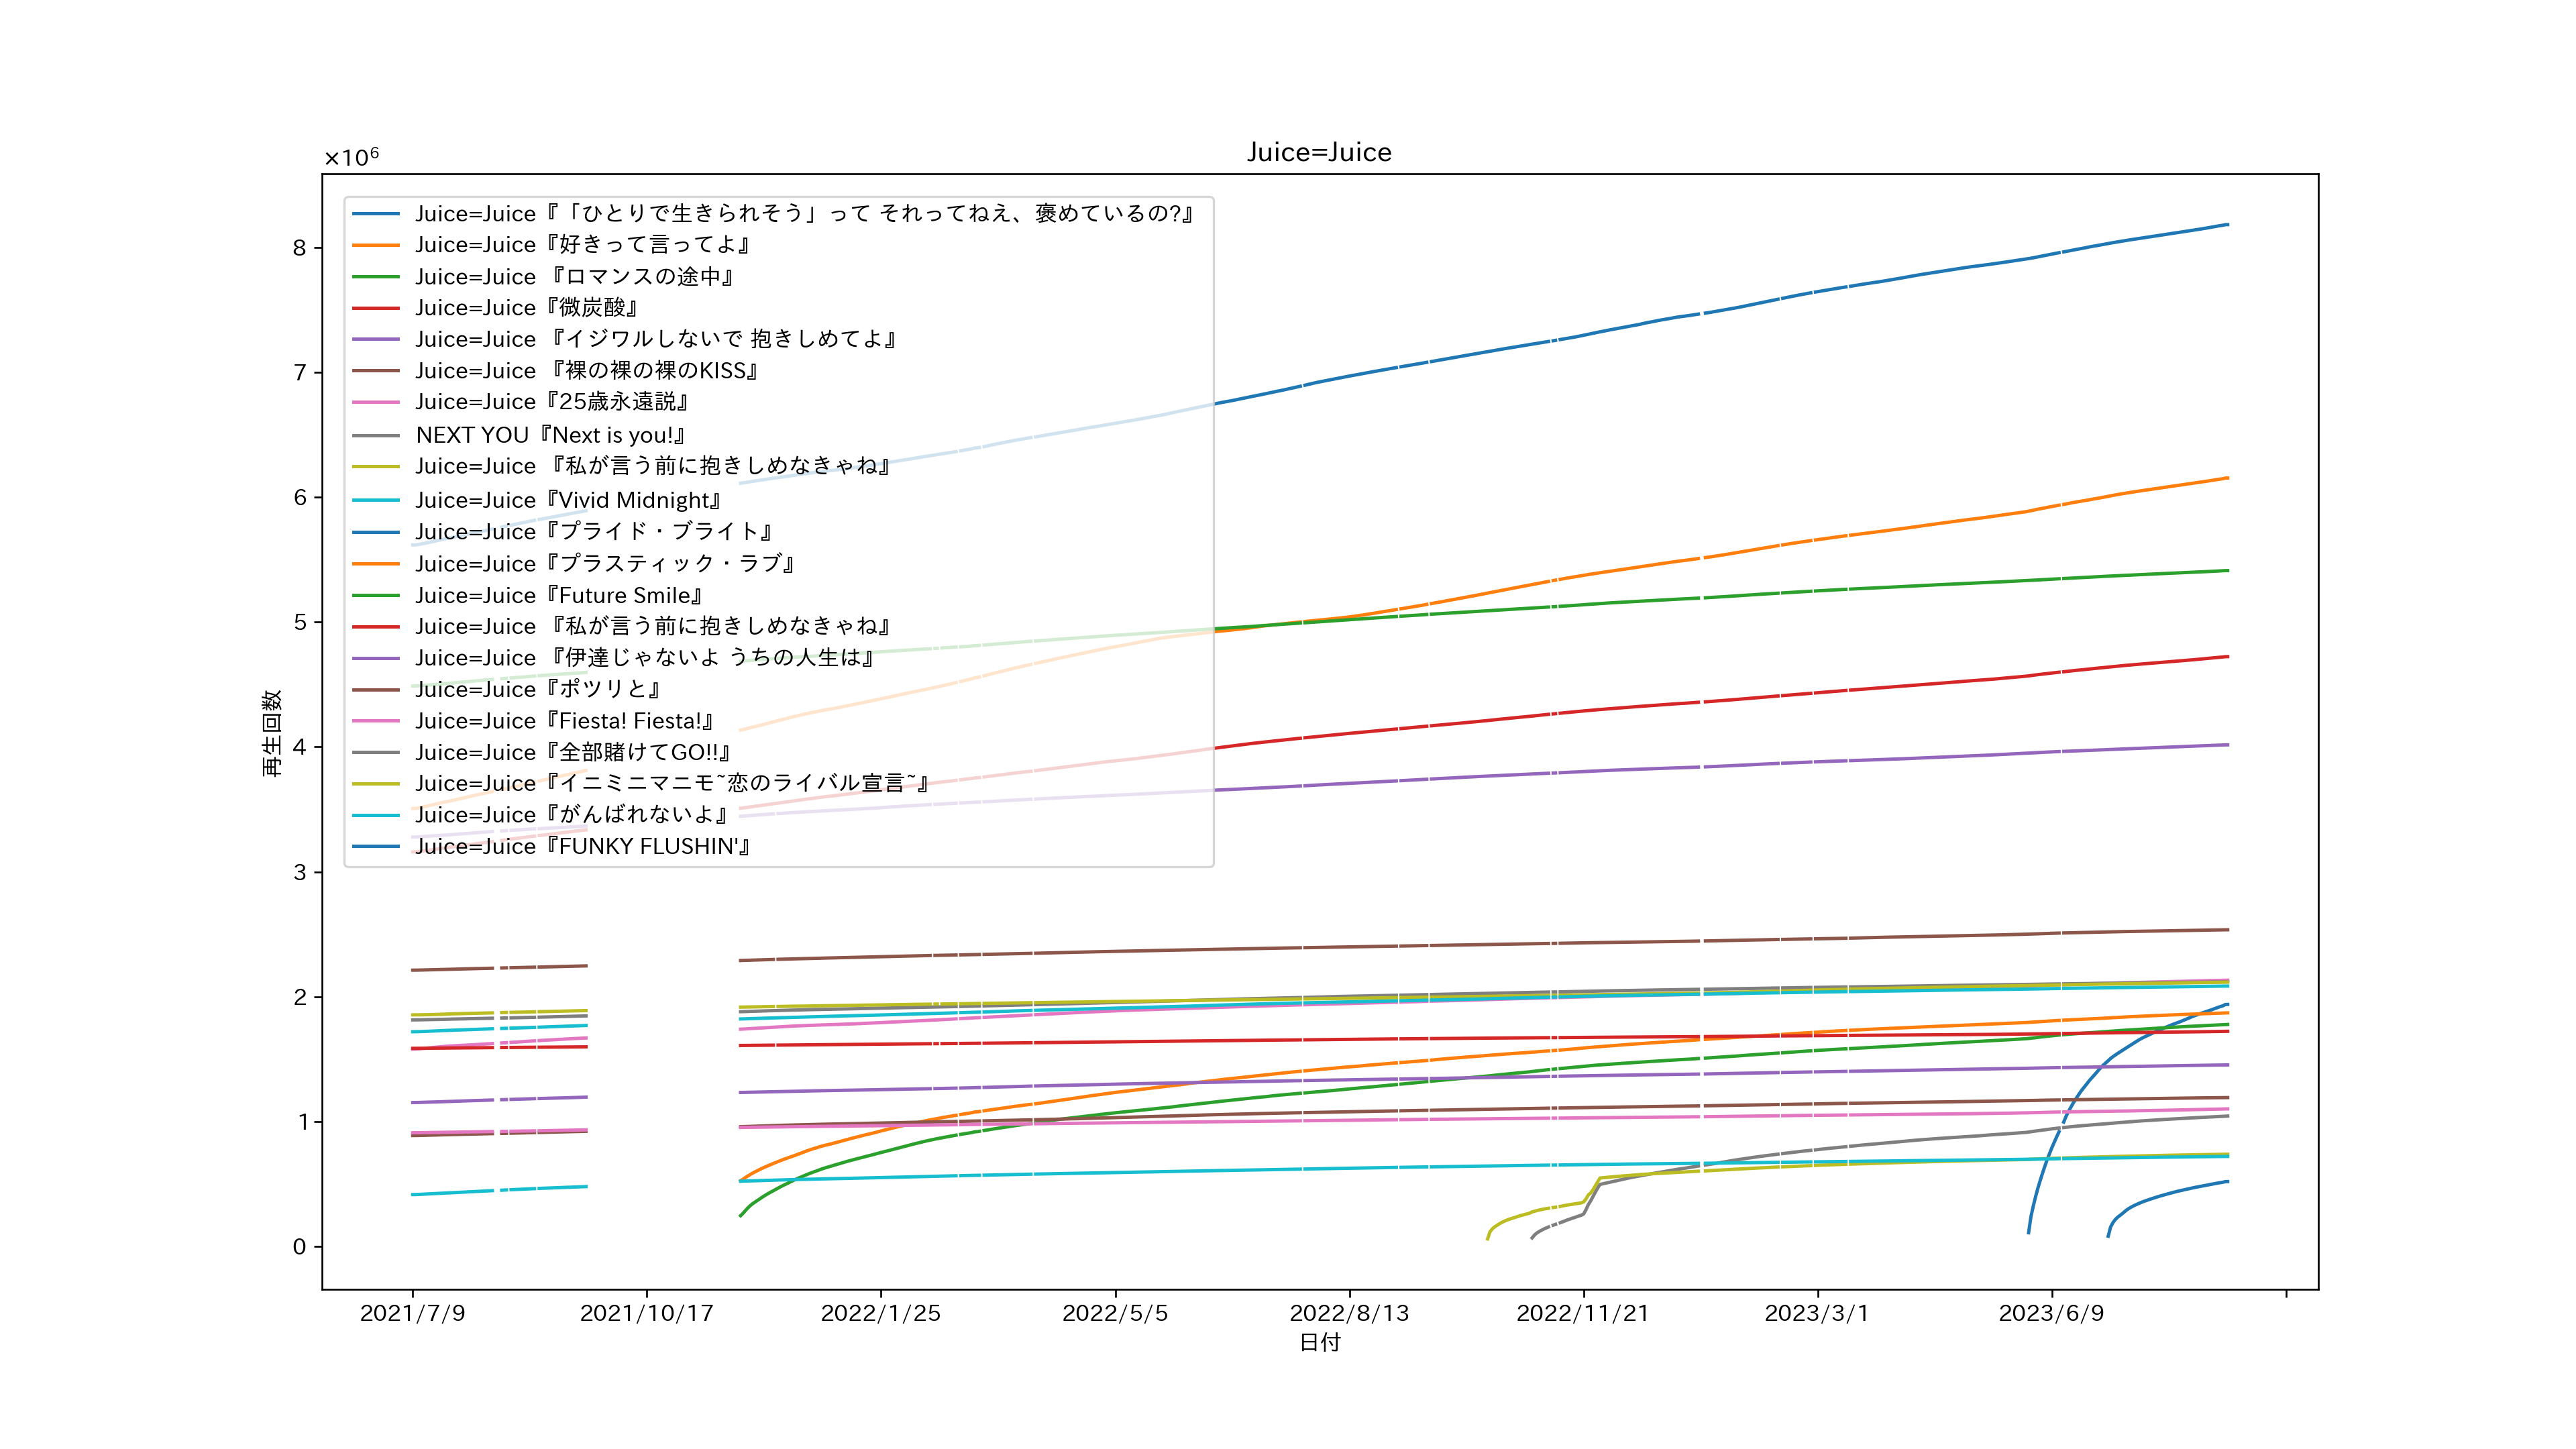 Juice=Juice
×10⁶
Juice=Juice『「ひとりで生きられそう」って それってねえ、褒めているの?』
Juice=Juice『好きって言ってよ』
Juice=Juice 『ロマンスの途中』
Juice=Juice『微炭酸』
Juice=Juice 『イジワルしないで 抱きしめてよ』
Juice=Juice 『裸の裸の裸のKISS』
Juice=Juice『25歳永遠説』
NEXT YOU『Next is you!』
Juice=Juice 『私が言う前に抱きしめなきゃね』
Juice=Juice『Vivid Midnight』
Juice=Juice『プライド・ブライト』
Juice=Juice『プラスティック・ラブ』
Juice=Juice『Future Smile』
Juice=Juice 『私が言う前に抱きしめなきゃね』
Juice=Juice 『伊達じゃないよ うちの人生は』
Juice=Juice『ポツリと』
Juice=Juice『Fiesta! Fiesta!』
Juice=Juice『全部賭けてGO!!』
Juice=Juice『イニミニマニモ~恋のライバル宣言~』
Juice=Juice『がんばれないよ』
Juice=Juice『FUNKY FLUSHIN'』
8
7
6
5
4
3
2
1
0
再生回数
2021/7/9
2021/10/17
2022/1/25
2022/5/5
2022/8/13
2022/11/21
2023/3/1
2023/6/9
日付